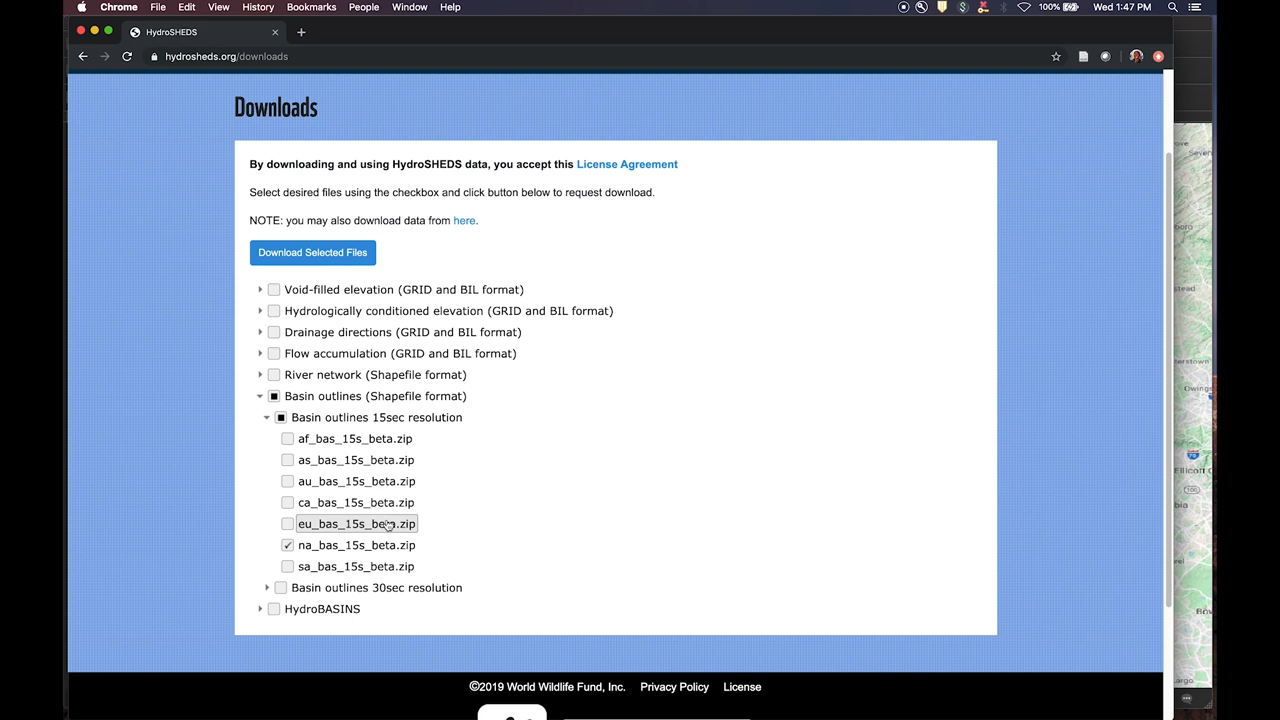 Chrome File Edit View History Bookmarks People Window Help 100% Wed 1:47 PM
HydroSHEDS
hydrosheds.org/downloads
Downloads
By downloading and using HydroSHEDS data, you accept this License Agreement
Select desired files using the checkbox and click button below to request download.
NOTE: you may also download data from here.
Download Selected Files
Void-filled elevation (GRID and BIL format)
Hydrologically conditioned elevation (GRID and BIL format)
Drainage directions (GRID and BIL format)
Flow accumulation (GRID and BIL format)
River network (Shapefile format)
Basin outlines (Shapefile format)
Basin outlines 15sec resolution
af_bas_15s_beta.zip
as_bas_15s_beta.zip
au_bas_15s_beta.zip
ca_bas_15s_beta.zip
eu_bas_15s_beta.zip
na_bas_15s_beta.zip
sa_bas_15s_beta.zip
Basin outlines 30sec resolution
HydroBASINS
©2019 World Wildlife Fund, Inc. Privacy Policy License